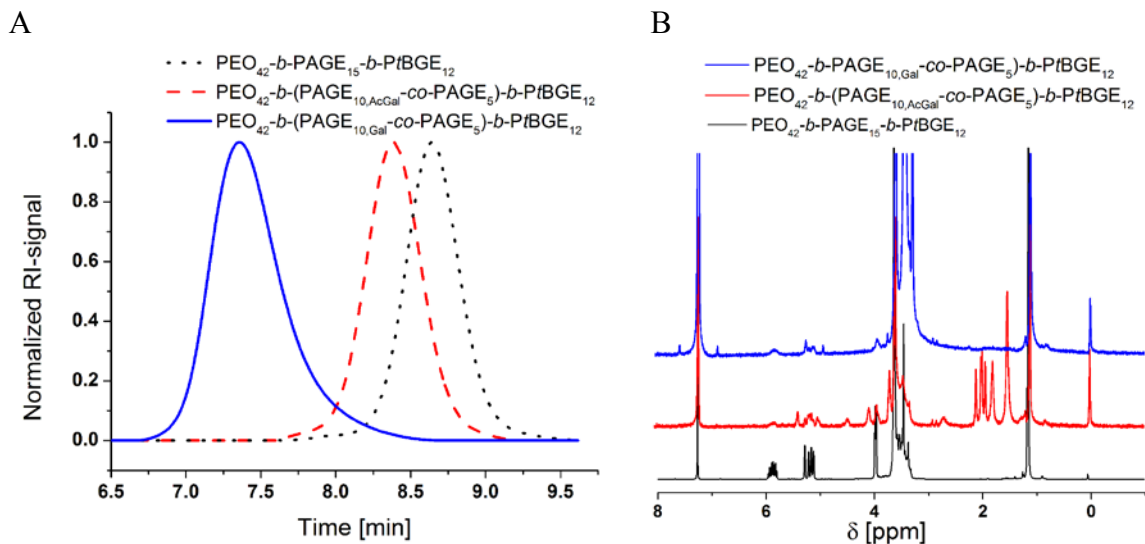 A
PEO42-b-PAGE15-b-PtBGE12
PEO42-b-(PAGE10,AcGal-co-PAGE5)-b-PtBGE12
PEO42-b-(PAGE10,Gal-co-PAGE5)-b-PtBGE12
Normalized RI-signal
1.0
0.8
0.6
0.4
0.2
0.0
6.5 7.0 7.5 8.0 8.5 9.0 9.5
Time [min]
B
PEO42-b-PAGE10,Gal-co-PAGE5)-b-PtBGE12
PEO42-b-(PAGE10,AcGal-co-PAGE5)-b-PtBGE12
PEO42-b-PAGE15-b-PtBGE12
8 6 4 2 0
δ [ppm]